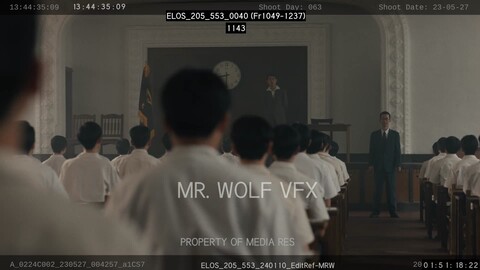 13:44:35:09 13:44:35:09 Shoot Day: 063 Shoot Date: 23-05-27
ELOS_205_553_0040 (Fr1049-1237)
1143
MR. WOLF VFX
PROPERTY OF MEDIA RES
A_0224C002_230527_004257_a1CS7 ELOS_205_553_240110_EditRef-MRW 20 01:51:18:22